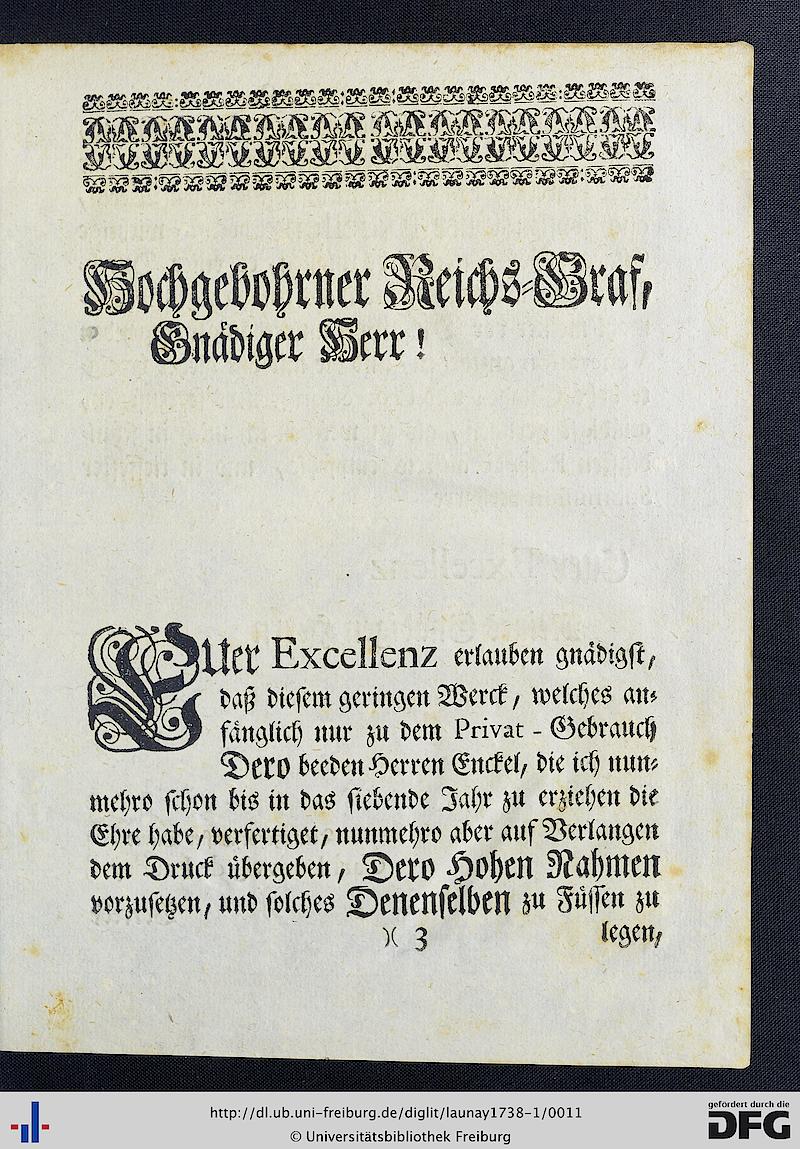 Hochgebohrner Reichs-Graf,
Gnädiger Herr!
EUer Excellenz erlauben gnädigst,
daß diesem geringen Werck, welches an-
fänglich nur zu dem Privat-Gebrauch
Dero beeden Herren Enckel, die ich nun-
mehro schon bis in das siebende Jahr zu erziehen die
Ehre habe, verfertiget, nunmehro aber auf Verlangen
dem Druck übergeben, Dero Hohen Nahmen
vorzusetzen, und solches Denenselben zu Füssen zu
)( 3 legen,
gefördert durch die
DFG
http://dl.ub.uni-freiburg.de/diglit/launay1738-1/0011
© Universitätsbibliothek Freiburg